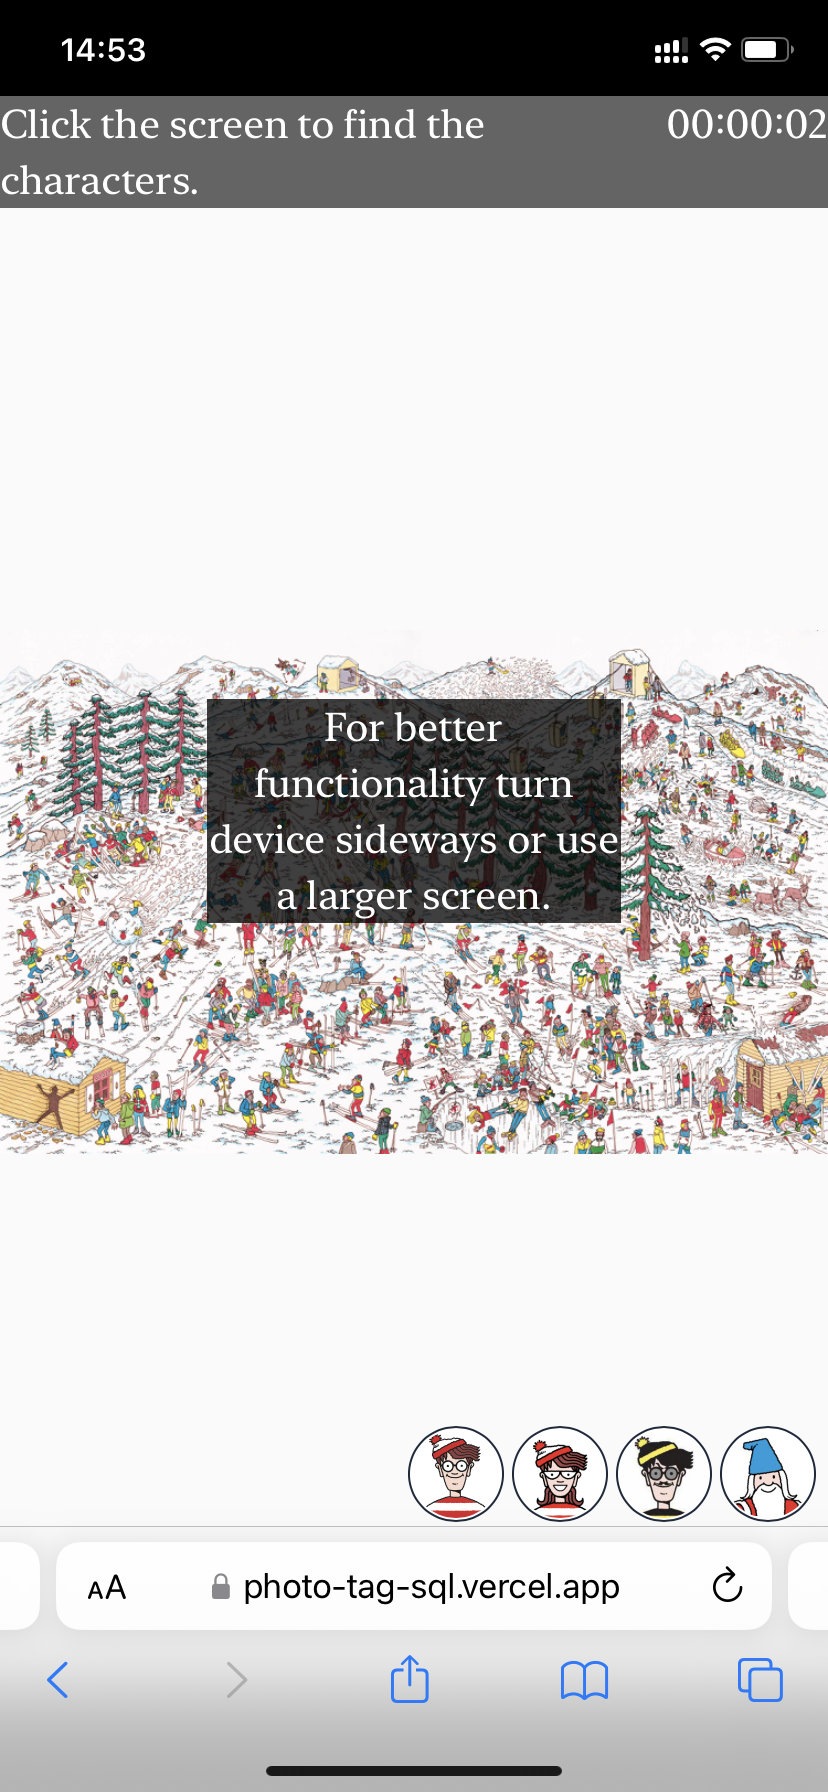 14:53
Click the screen to find the
characters.
00:00:02
For better
functionality turn
device sideways or use
a larger screen.
AA
photo-tag-sql.vercel.app